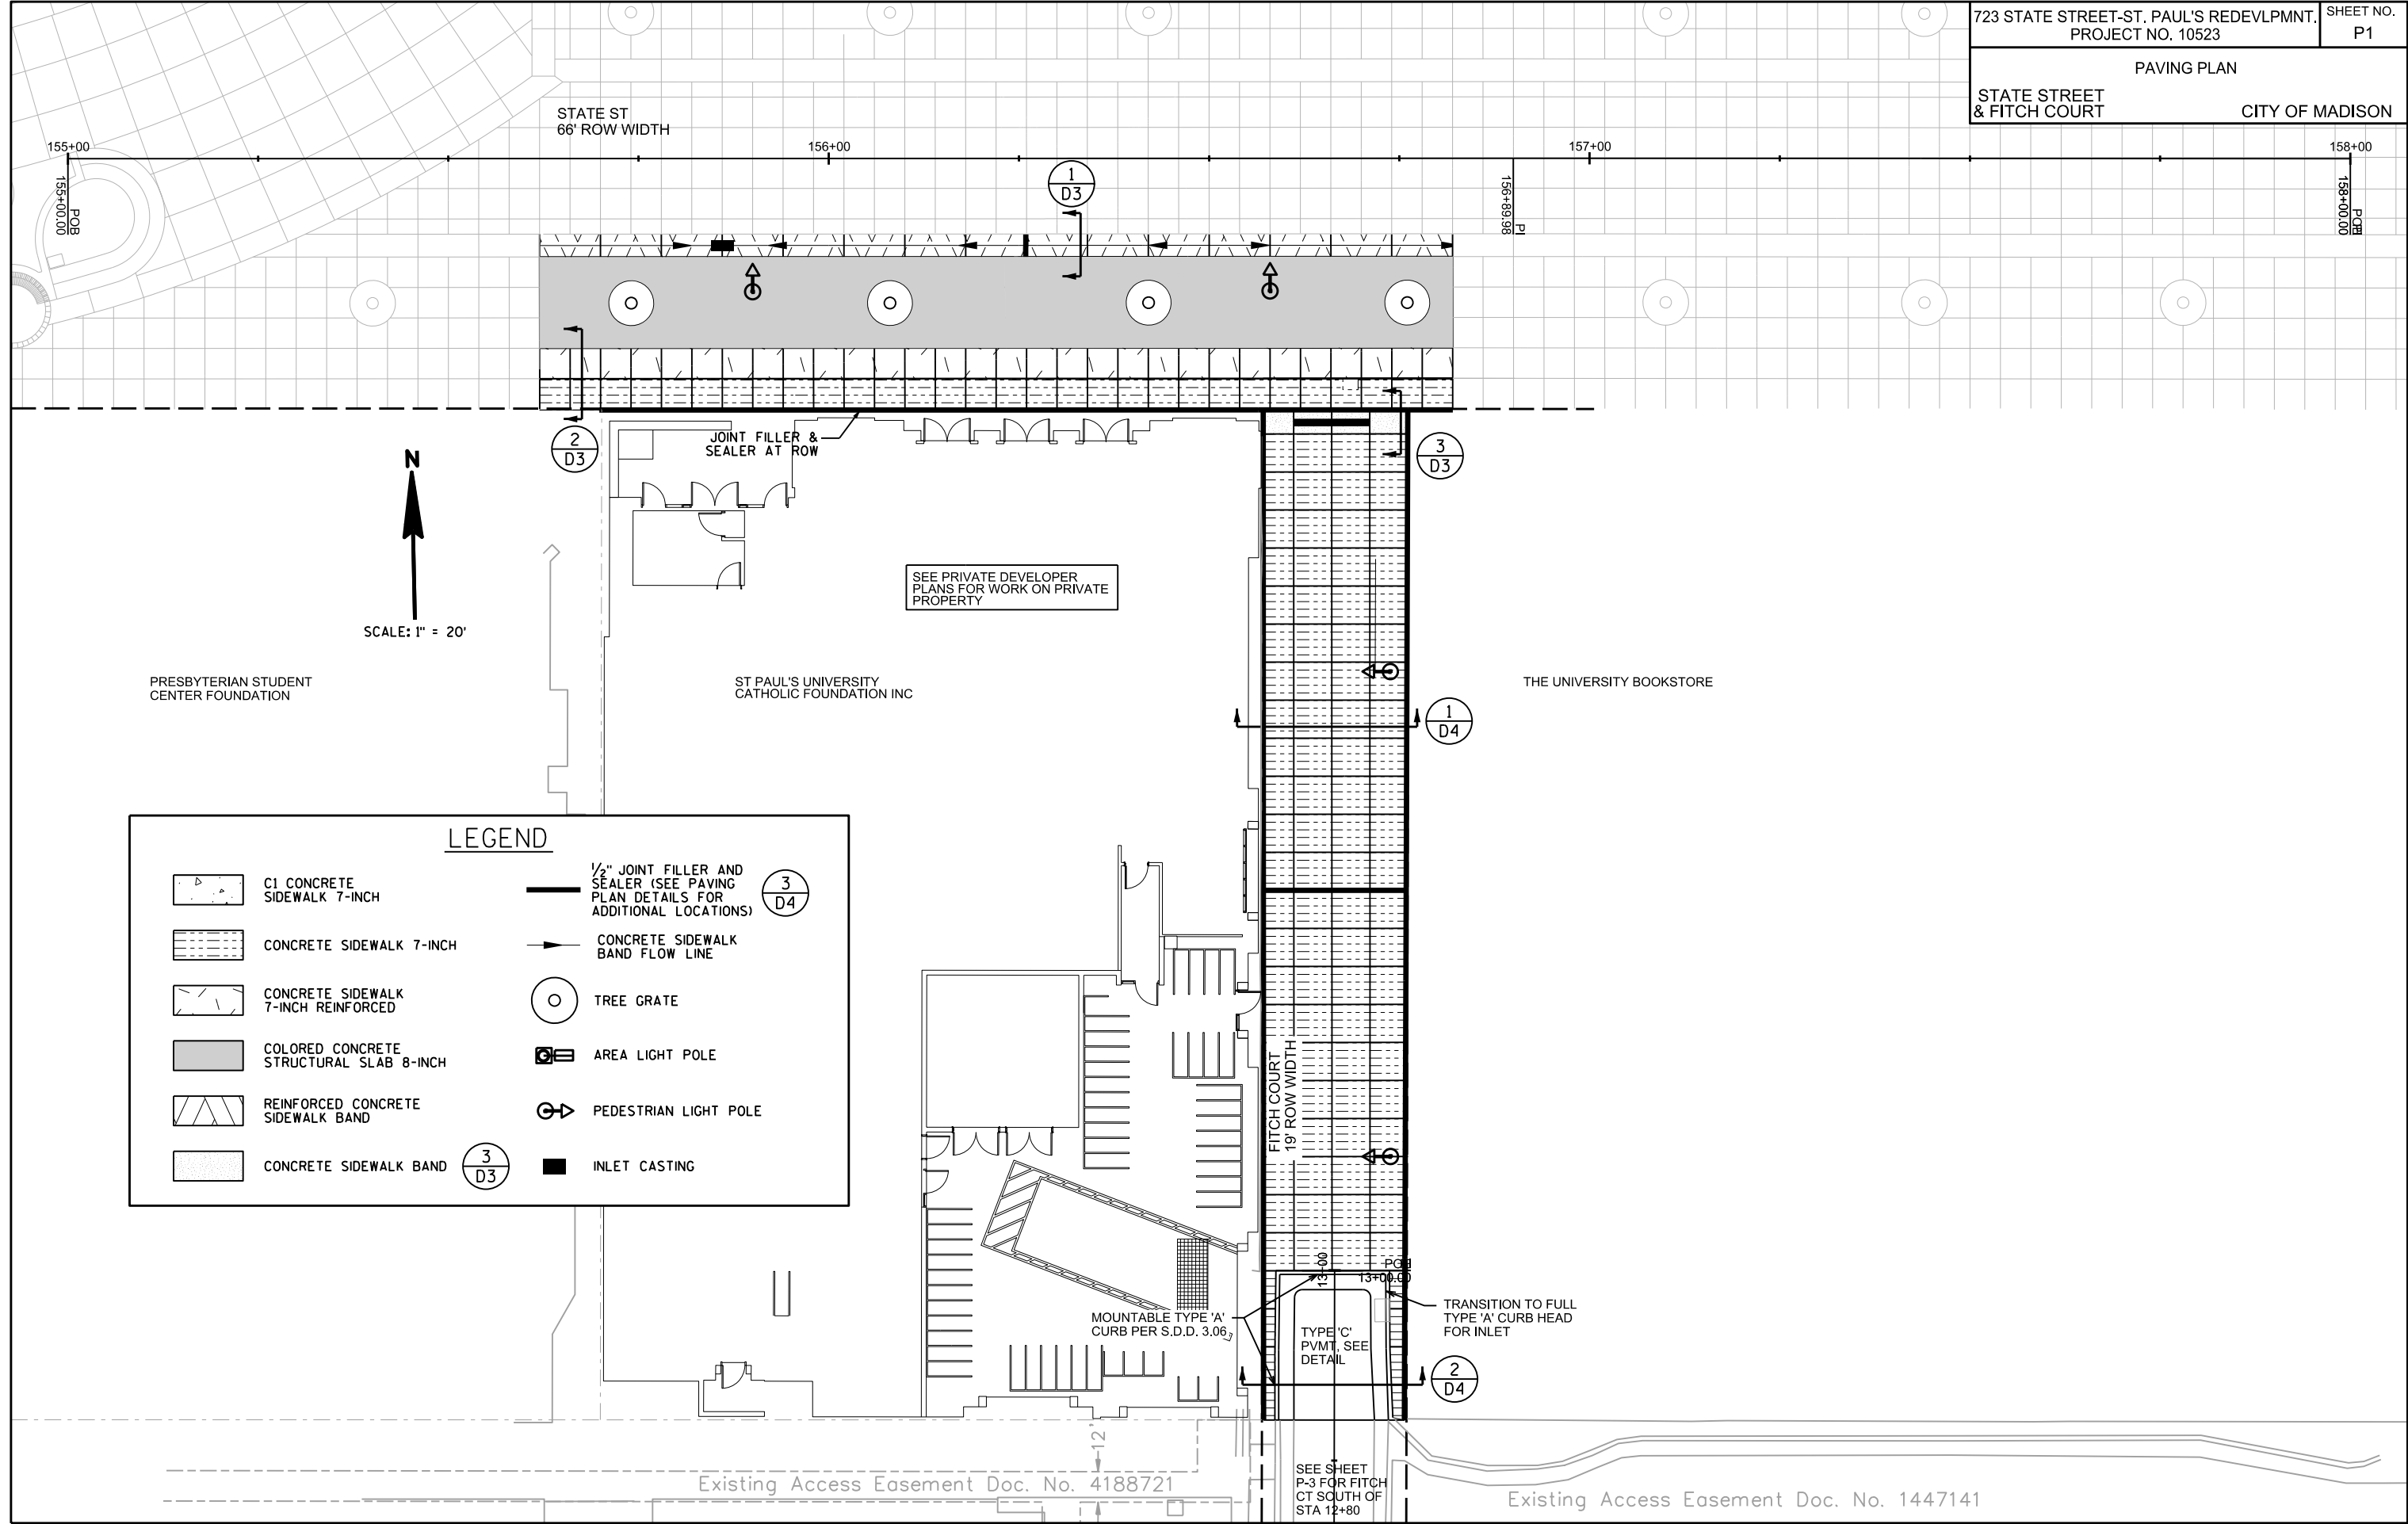 723 STATE STREET-ST. PAUL'S REDEVLPMNT.
PROJECT NO. 10523
SHEET NO.
P1
PAVING PLAN
STATE STREET
& FITCH COURT
CITY OF MADISON
STATE ST
66' ROW WIDTH
155+00
156+00
157+00
158+00
POB
155+00.00
1
D3
PI
156+89.98
158+00.00
2
D3
JOINT FILLER &
SEALER AT ROW
3
D3
N
SCALE: 1" = 20'
SEE PRIVATE DEVELOPER
PLANS FOR WORK ON PRIVATE
PROPERTY
PRESBYTERIAN STUDENT
CENTER FOUNDATION
ST PAUL'S UNIVERSITY
CATHOLIC FOUNDATION INC
THE UNIVERSITY BOOKSTORE
1
D4
LEGEND
C1 CONCRETE
SIDEWALK 7-INCH
CONCRETE SIDEWALK 7-INCH
CONCRETE SIDEWALK
7-INCH REINFORCED
COLORED CONCRETE
STRUCTURAL SLAB 8-INCH
REINFORCED CONCRETE
SIDEWALK BAND
CONCRETE SIDEWALK BAND
3
D3
1/2" JOINT FILLER AND
SEALER (SEE PAVING
PLAN DETAILS FOR
ADDITIONAL LOCATIONS)
3
D4
CONCRETE SIDEWALK
BAND FLOW LINE
TREE GRATE
AREA LIGHT POLE
PEDESTRIAN LIGHT POLE
INLET CASTING
FITCH COURT
19' ROW WIDTH
13+00
13+00.00
MOUNTABLE TYPE 'A'
CURB PER S.D.D. 3.06
TYPE 'C'
PVMT, SEE
DETAIL
TRANSITION TO FULL
TYPE 'A' CURB HEAD
FOR INLET
2
D4
12'
Existing Access Easement Doc. No. 4188721
SEE SHEET
P-3 FOR FITCH
CT SOUTH OF
STA 12+80
Existing Access Easement Doc. No. 1447141